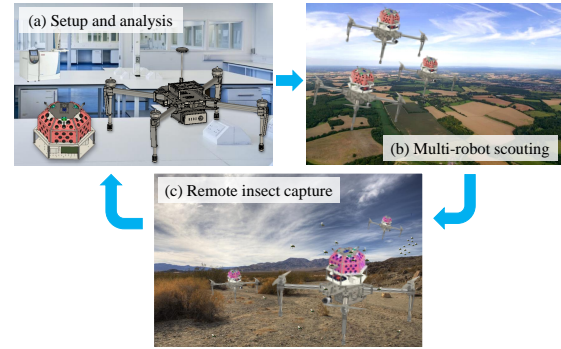 (a) Setup and analysis
(b) Multi-robot scouting
(c) Remote insect capture